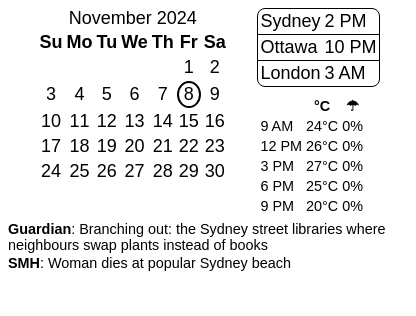 November 2024
Su Mo Tu We Th Fr Sa
1 2
3 4 5 6 7 8 9
10 11 12 13 14 15 16
17 18 19 20 21 22 23
24 25 26 27 28 29 30
Sydney 2 PM
Ottawa 10 PM
London 3 AM
°C ☂
9 AM 24°C 0%
12 PM 26°C 0%
3 PM 27°C 0%
6 PM 25°C 0%
9 PM 20°C 0%
Guardian: Branching out: the Sydney street libraries where
neighbours swap plants instead of books
SMH: Woman dies at popular Sydney beach